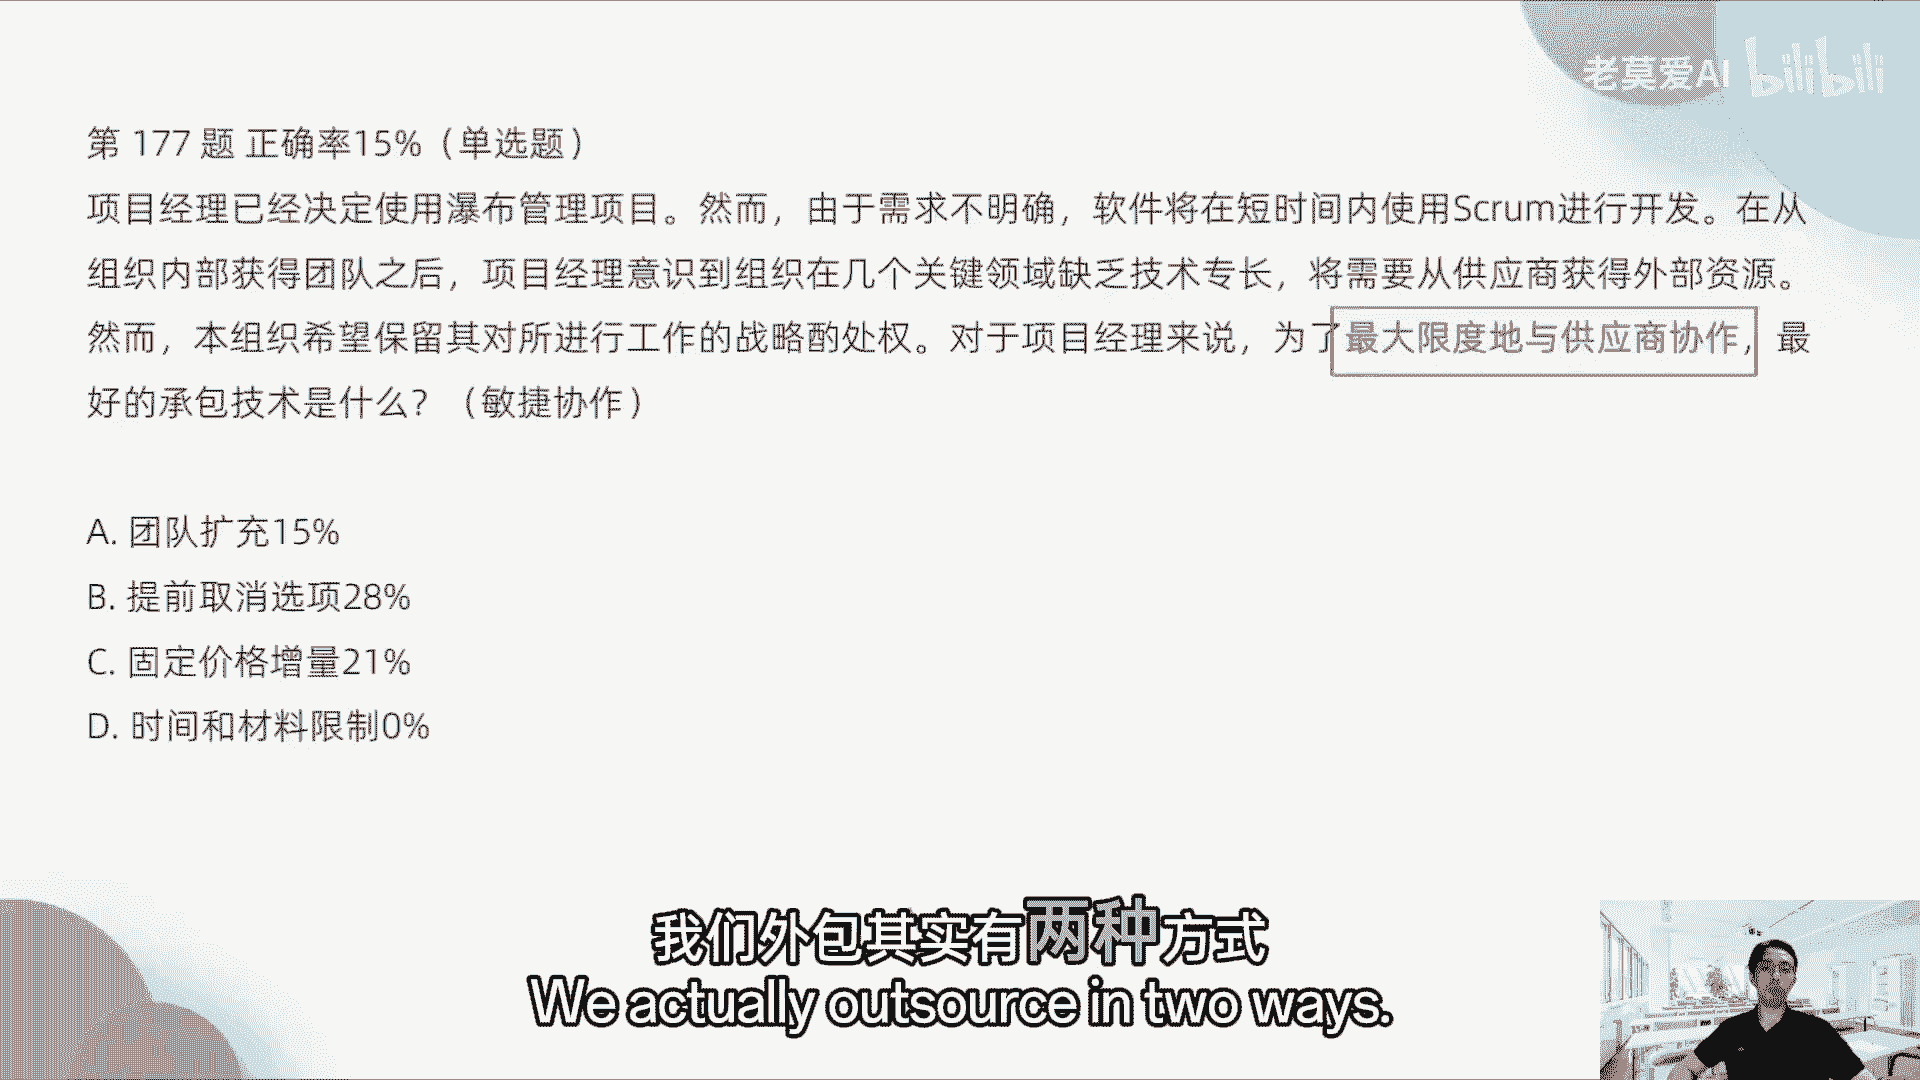 老莫爱AI bilibili
第 177 题 正确率15%（单选题）
项目经理已经决定使用瀑布管理项目。然而，由于需求不明确，软件将在短时间内使用Scrum进行开发。在从
组织内部获得团队之后，项目经理意识到组织在几个关键领域缺乏技术专长，将需要从供应商获得外部资源。
然而，本组织希望保留其对所进行工作的战略酌处权。对于项目经理来说，为了最大限度地与供应商协作，最
好的承包技术是什么？（敏捷协作）
A. 团队扩充15%
B. 提前取消选项28%
C. 固定价格增量21%
D. 时间和材料限制0%
我们外包其实有两种方式
We actually outsource in two ways.